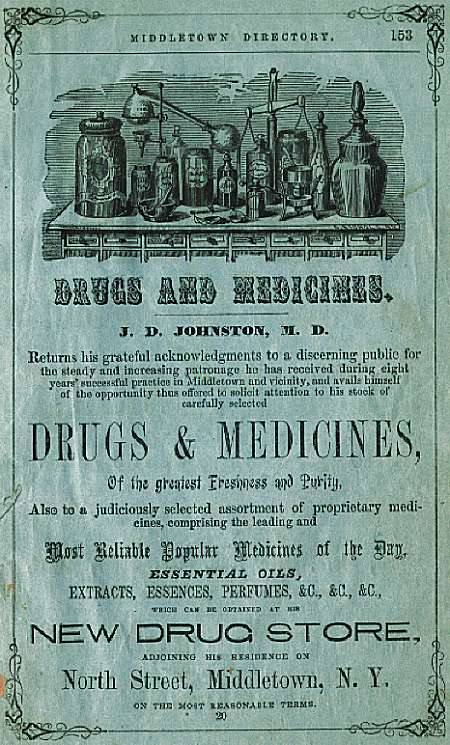 MIDDLETOWN DIRECTORY. 153
DRUGS AND MEDICINES.
J. D. JOHNSTON, M. D.
Returns his grateful acknowledgments to a discerning public for
the steady and increasing patronage he has received during eight
years' successful practice in Middletown and vicinity, and avails himself
of the opportunity thus offered to solicit attention to his stock of
carefully selected
DRUGS & MEDICINES,
Of the greatest Freshness and Purity,
Also to a judiciously selected assortment of proprietary medi-
cines, comprising the leading and
Most Reliable Popular Medicines of the Day,
ESSENTIAL OILS,
EXTRACTS, ESSENCES, PERFUMES, &C., &C., &C.,
WHICH CAN BE OBTAINED AT HIS
NEW DRUG STORE,
ADJOINING HIS RESIDENCE ON
North Street, Middletown, N. Y.
ON THE MOST REASONABLE TERMS.
20